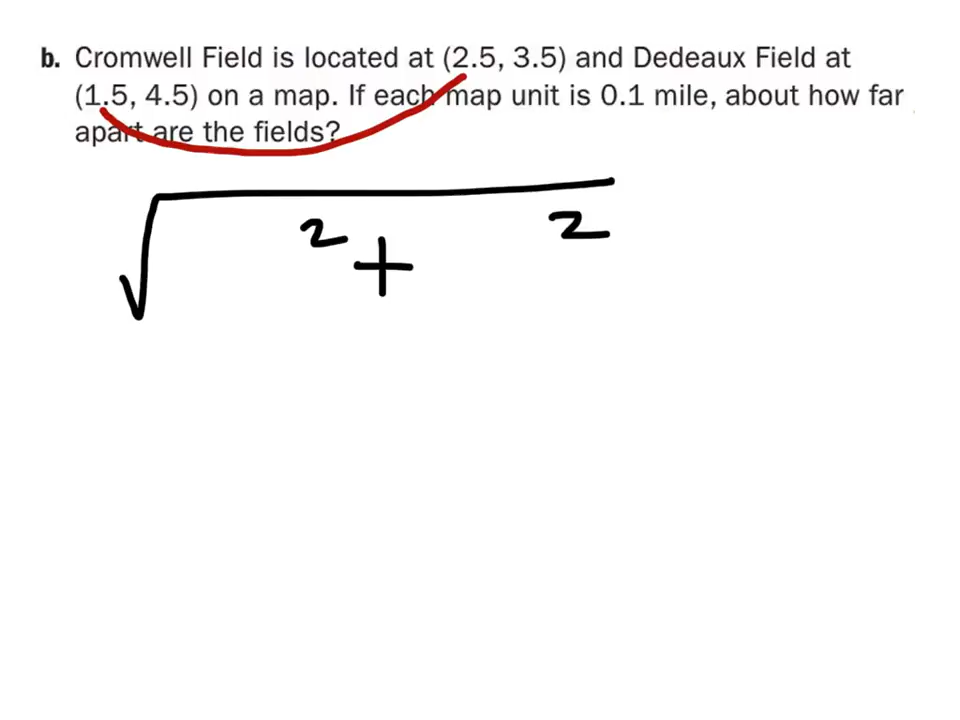 b. Cromwell Field is located at (2.5, 3.5) and Dedeaux Field at
(1.5, 4.5) on a map. If each map unit is 0.1 mile, about how far
apart are the fields?
√ ² + ²